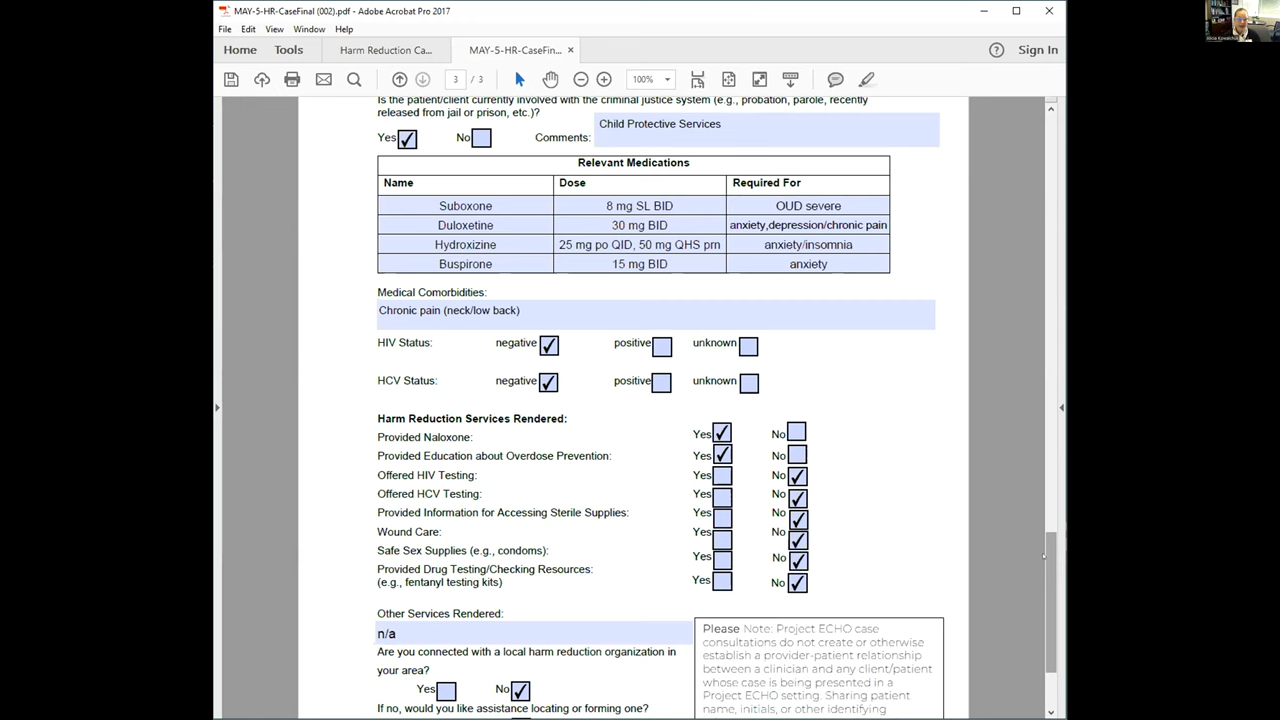 MAY-5-HR-CaseFinal (002).pdf - Adobe Acrobat Pro 2017
File Edit View Window Help
Home Tools Harm Reduction Ca... MAY-5-HR-CaseFin... × Sign In
3 / 3 100%
Is the patient/client currently involved with the criminal justice system (e.g., probation, parole, recently
released from jail or prison, etc.)?
Yes No Comments: Child Protective Services
Relevant Medications
Name Dose Required For
Suboxone 8 mg SL BID OUD severe
Duloxetine 30 mg BID anxiety,depression/chronic pain
Hydroxizine 25 mg po QID, 50 mg QHS prn anxiety/insomnia
Buspirone 15 mg BID anxiety
Medical Comorbidities:
Chronic pain (neck/low back)
HIV Status: negative positive unknown
HCV Status: negative positive unknown
Harm Reduction Services Rendered:
Provided Naloxone: Yes No
Provided Education about Overdose Prevention: Yes No
Offered HIV Testing: Yes No
Offered HCV Testing: Yes No
Provided Information for Accessing Sterile Supplies: Yes No
Wound Care: Yes No
Safe Sex Supplies (e.g., condoms): Yes No
Provided Drug Testing/Checking Resources: Yes No
(e.g., fentanyl testing kits)
Other Services Rendered:
n/a
Are you connected with a local harm reduction organization in
your area?
Yes No
If no, would you like assistance locating or forming one?
Please Note: Project ECHO case
consultations do not create or otherwise
establish a provider-patient relationship
between a clinician and any client/patient
whose case is being presented in a
Project ECHO setting. Sharing patient
name, initials, or other identifying